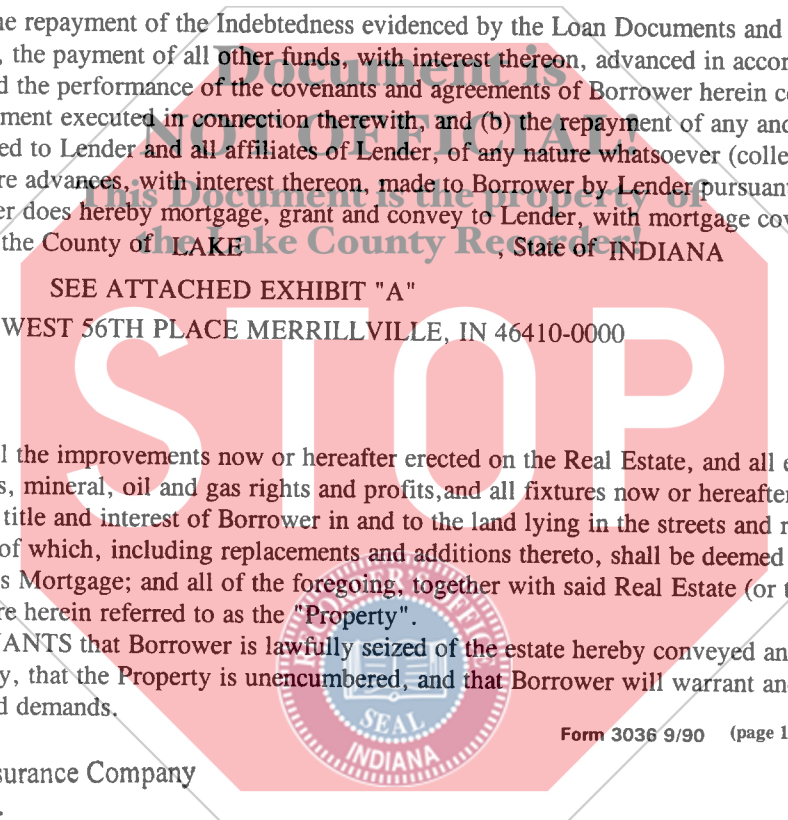 he repayment of the Indebtedness evidenced by the Loan Documents and
, the payment of all other funds, with interest thereon, advanced in accor
d the performance of the covenants and agreements of Borrower herein c
ment executed in connection therewith, and (b) the repayment of any and
ed to Lender and all affiliates of Lender, of any nature whatsoever (colle
re advances, with interest thereon, made to Borrower by Lender pursuant
er does hereby mortgage, grant and convey to Lender, with mortgage cov
the County of LAKE , State of INDIANA
Document is
NOT OFFICIAL!
This Document is the property of
the Lake County Recorder!
SEE ATTACHED EXHIBIT "A"
WEST 56TH PLACE MERRILLVILLE, IN 46410-0000
STOP
l the improvements now or hereafter erected on the Real Estate, and all e
s, mineral, oil and gas rights and profits,and all fixtures now or hereafter
title and interest of Borrower in and to the land lying in the streets and r
of which, including replacements and additions thereto, shall be deemed
s Mortgage; and all of the foregoing, together with said Real Estate (or t
re herein referred to as the "Property".
ANTS that Borrower is lawfully seized of the estate hereby conveyed an
y, that the Property is unencumbered, and that Borrower will warrant an
d demands.
RECORDER'S OFFICE
SEAL
INDIANA
Form 3036 9/90 (page 1
surance Company